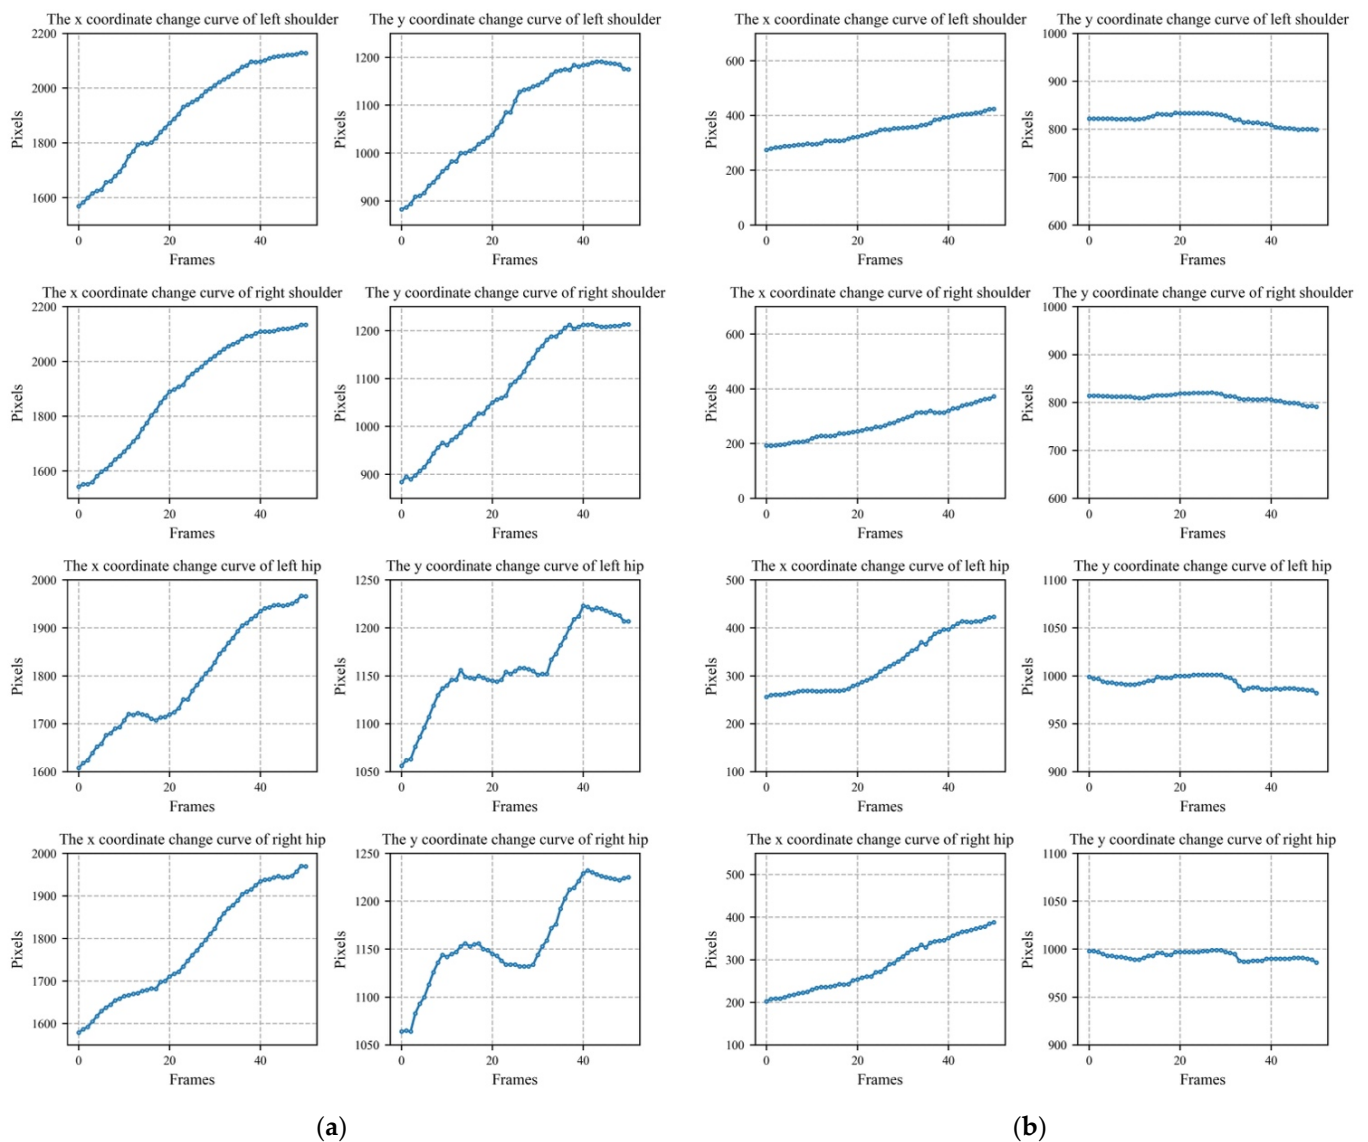 The x coordinate change curve of left shoulder
2200
2000
1800
1600
Pixels
0 20 40
Frames
The y coordinate change curve of left shoulder
1200
1100
1000
900
Pixels
0 20 40
Frames
The x coordinate change curve of left shoulder
600
400
200
0
Pixels
0 20 40
Frames
The y coordinate change curve of left shoulder
1000
900
800
700
600
Pixels
0 20 40
Frames
The x coordinate change curve of right shoulder
2200
2000
1800
1600
Pixels
0 20 40
Frames
The y coordinate change curve of right shoulder
1200
1100
1000
900
Pixels
0 20 40
Frames
The x coordinate change curve of right shoulder
600
400
200
0
Pixels
0 20 40
Frames
The y coordinate change curve of right shoulder
1000
900
800
700
600
Pixels
0 20 40
Frames
The x coordinate change curve of left hip
2000
1900
1800
1700
1600
Pixels
0 20 40
Frames
The y coordinate change curve of left hip
1250
1200
1150
1100
1050
Pixels
0 20 40
Frames
The x coordinate change curve of left hip
500
400
300
200
100
Pixels
0 20 40
Frames
The y coordinate change curve of left hip
1100
1050
1000
950
900
Pixels
0 20 40
Frames
The x coordinate change curve of right hip
2000
1900
1800
1700
1600
Pixels
0 20 40
Frames
The y coordinate change curve of right hip
1250
1200
1150
1100
1050
Pixels
0 20 40
Frames
The x coordinate change curve of right hip
500
400
300
200
100
Pixels
0 20 40
Frames
The y coordinate change curve of right hip
1100
1050
1000
950
900
Pixels
0 20 40
Frames
(a)
(b)